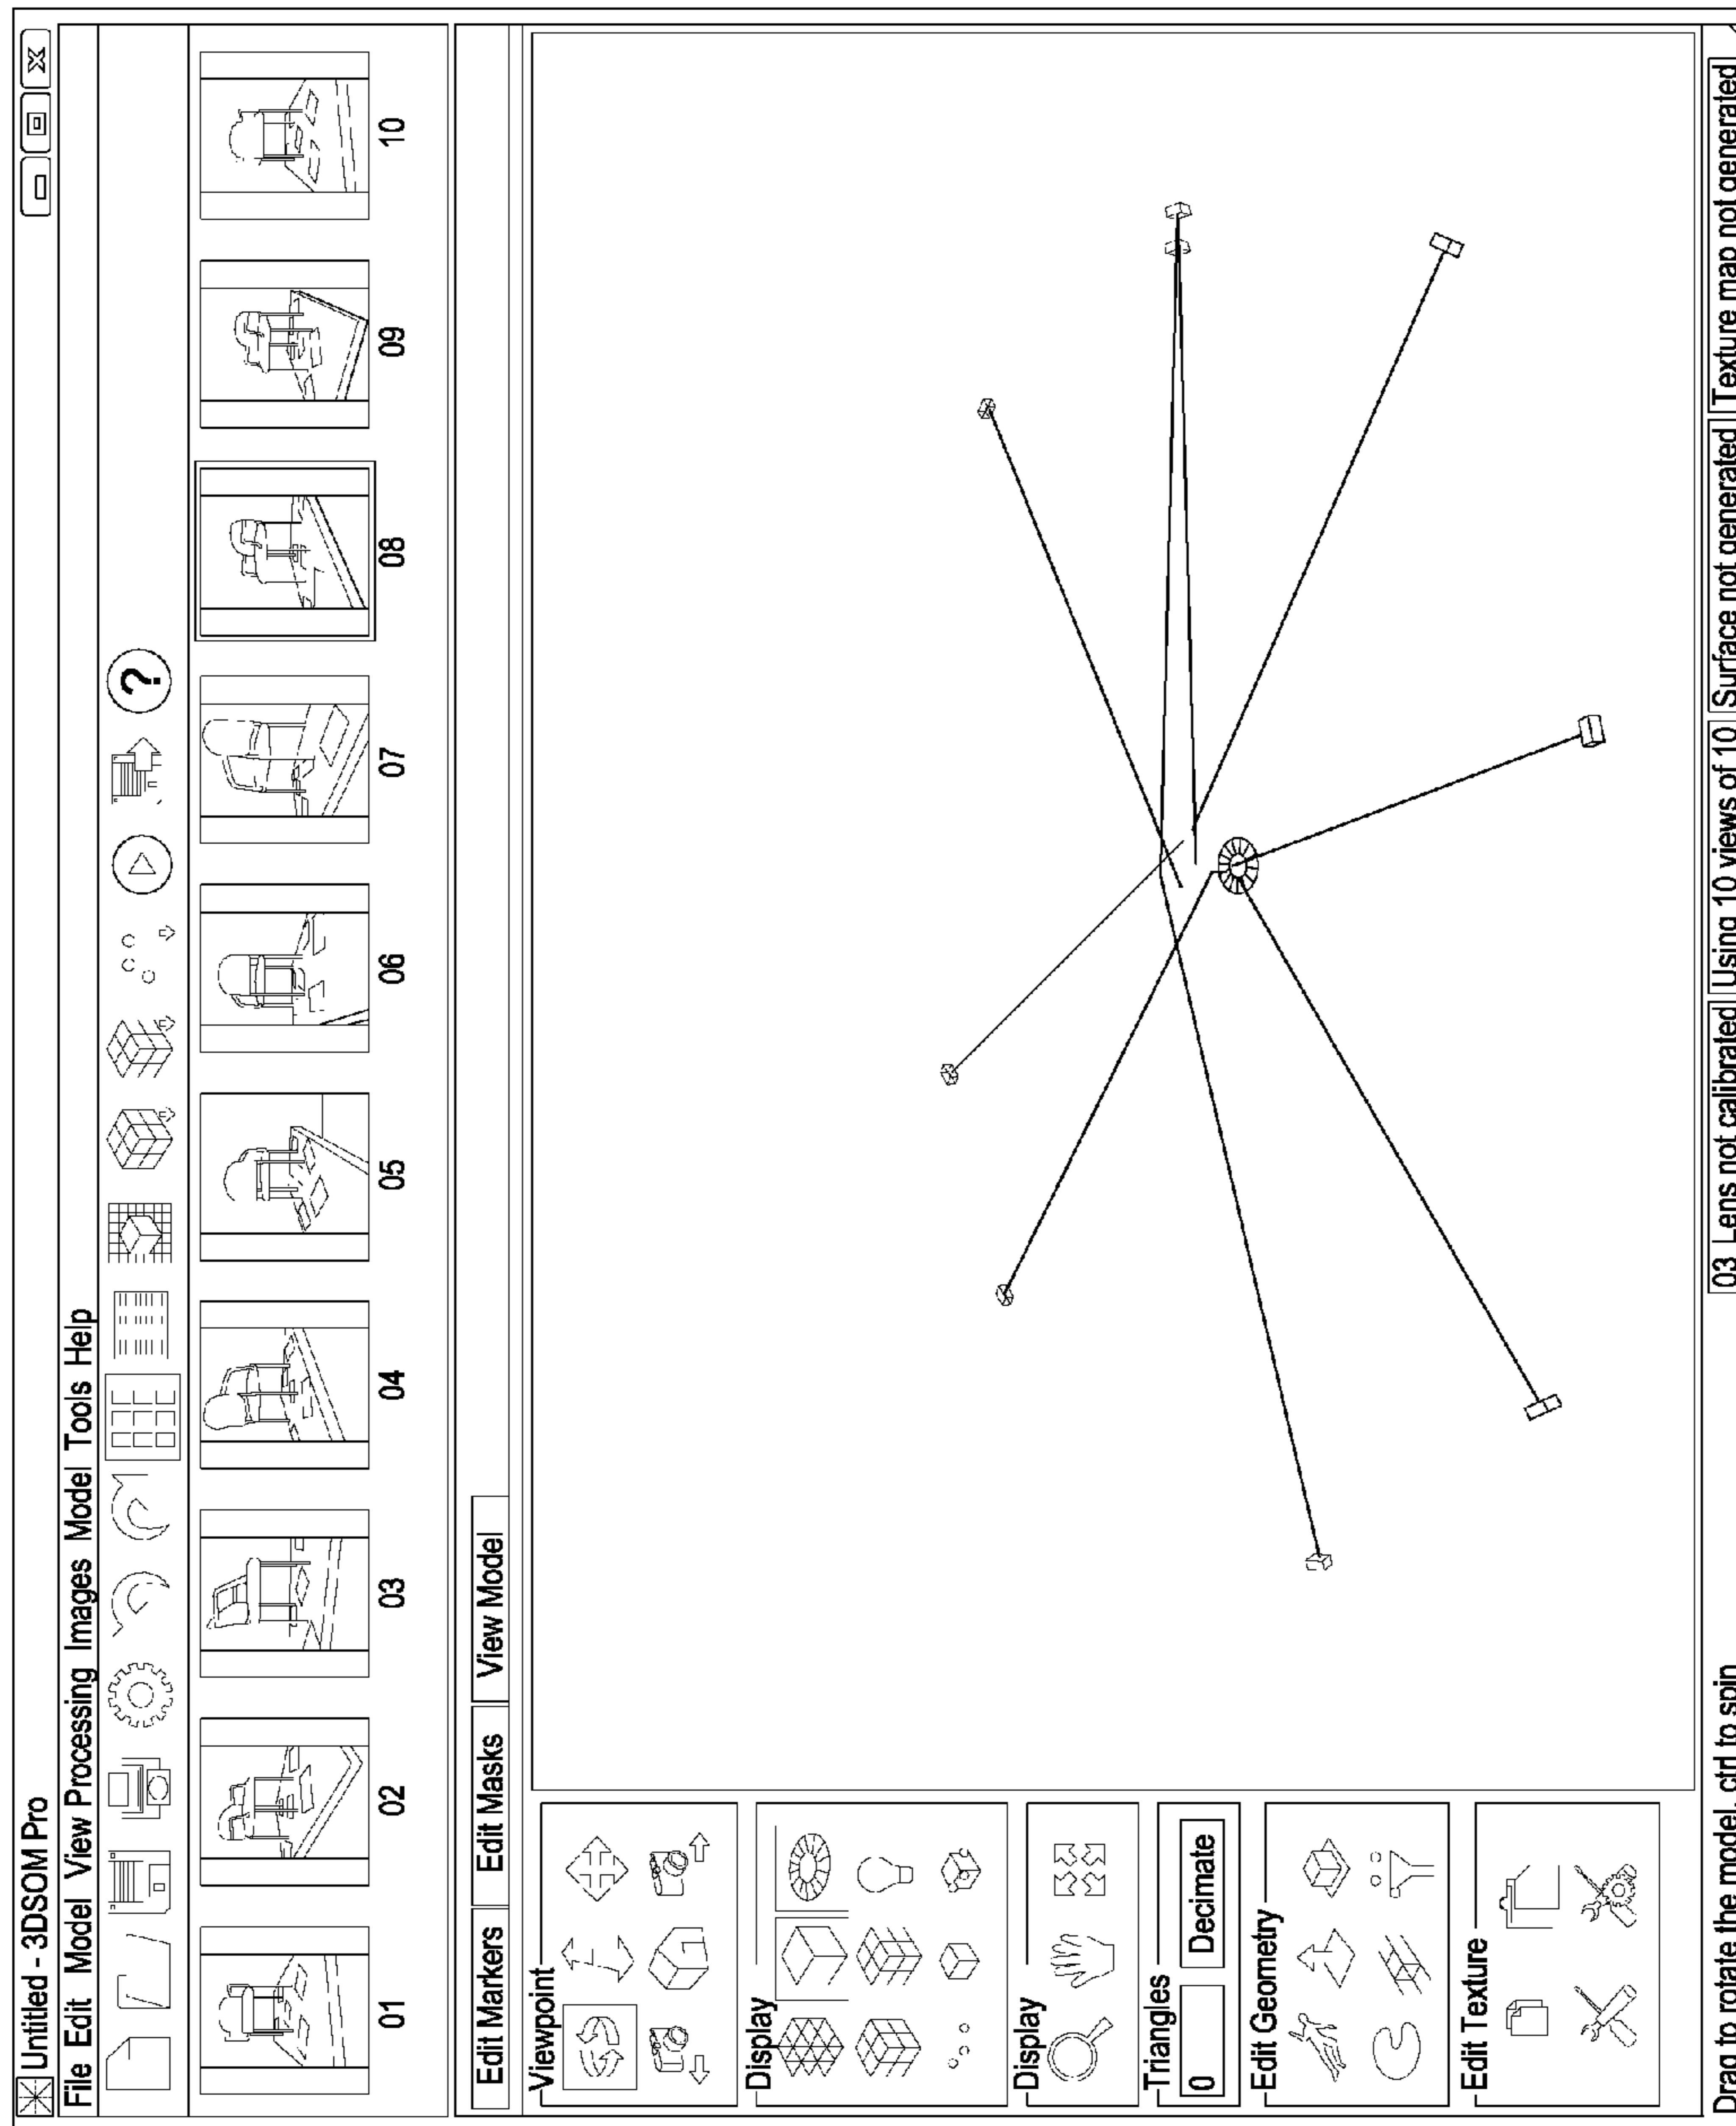 Untitled - 3DSOM Pro
File Edit Model View Processing Images Model Tools Help
?
01 02 03 04 05 06 07 08 09 10
Edit Markers Edit Masks View Model
Viewpoint
Display
Display
Triangles
0 Decimate
Edit Geometry
Edit Texture
Drag to rotate the model, ctrl to spin 03 Lens not calibrated Using 10 views of 10 Surface not generated Texture map not generated